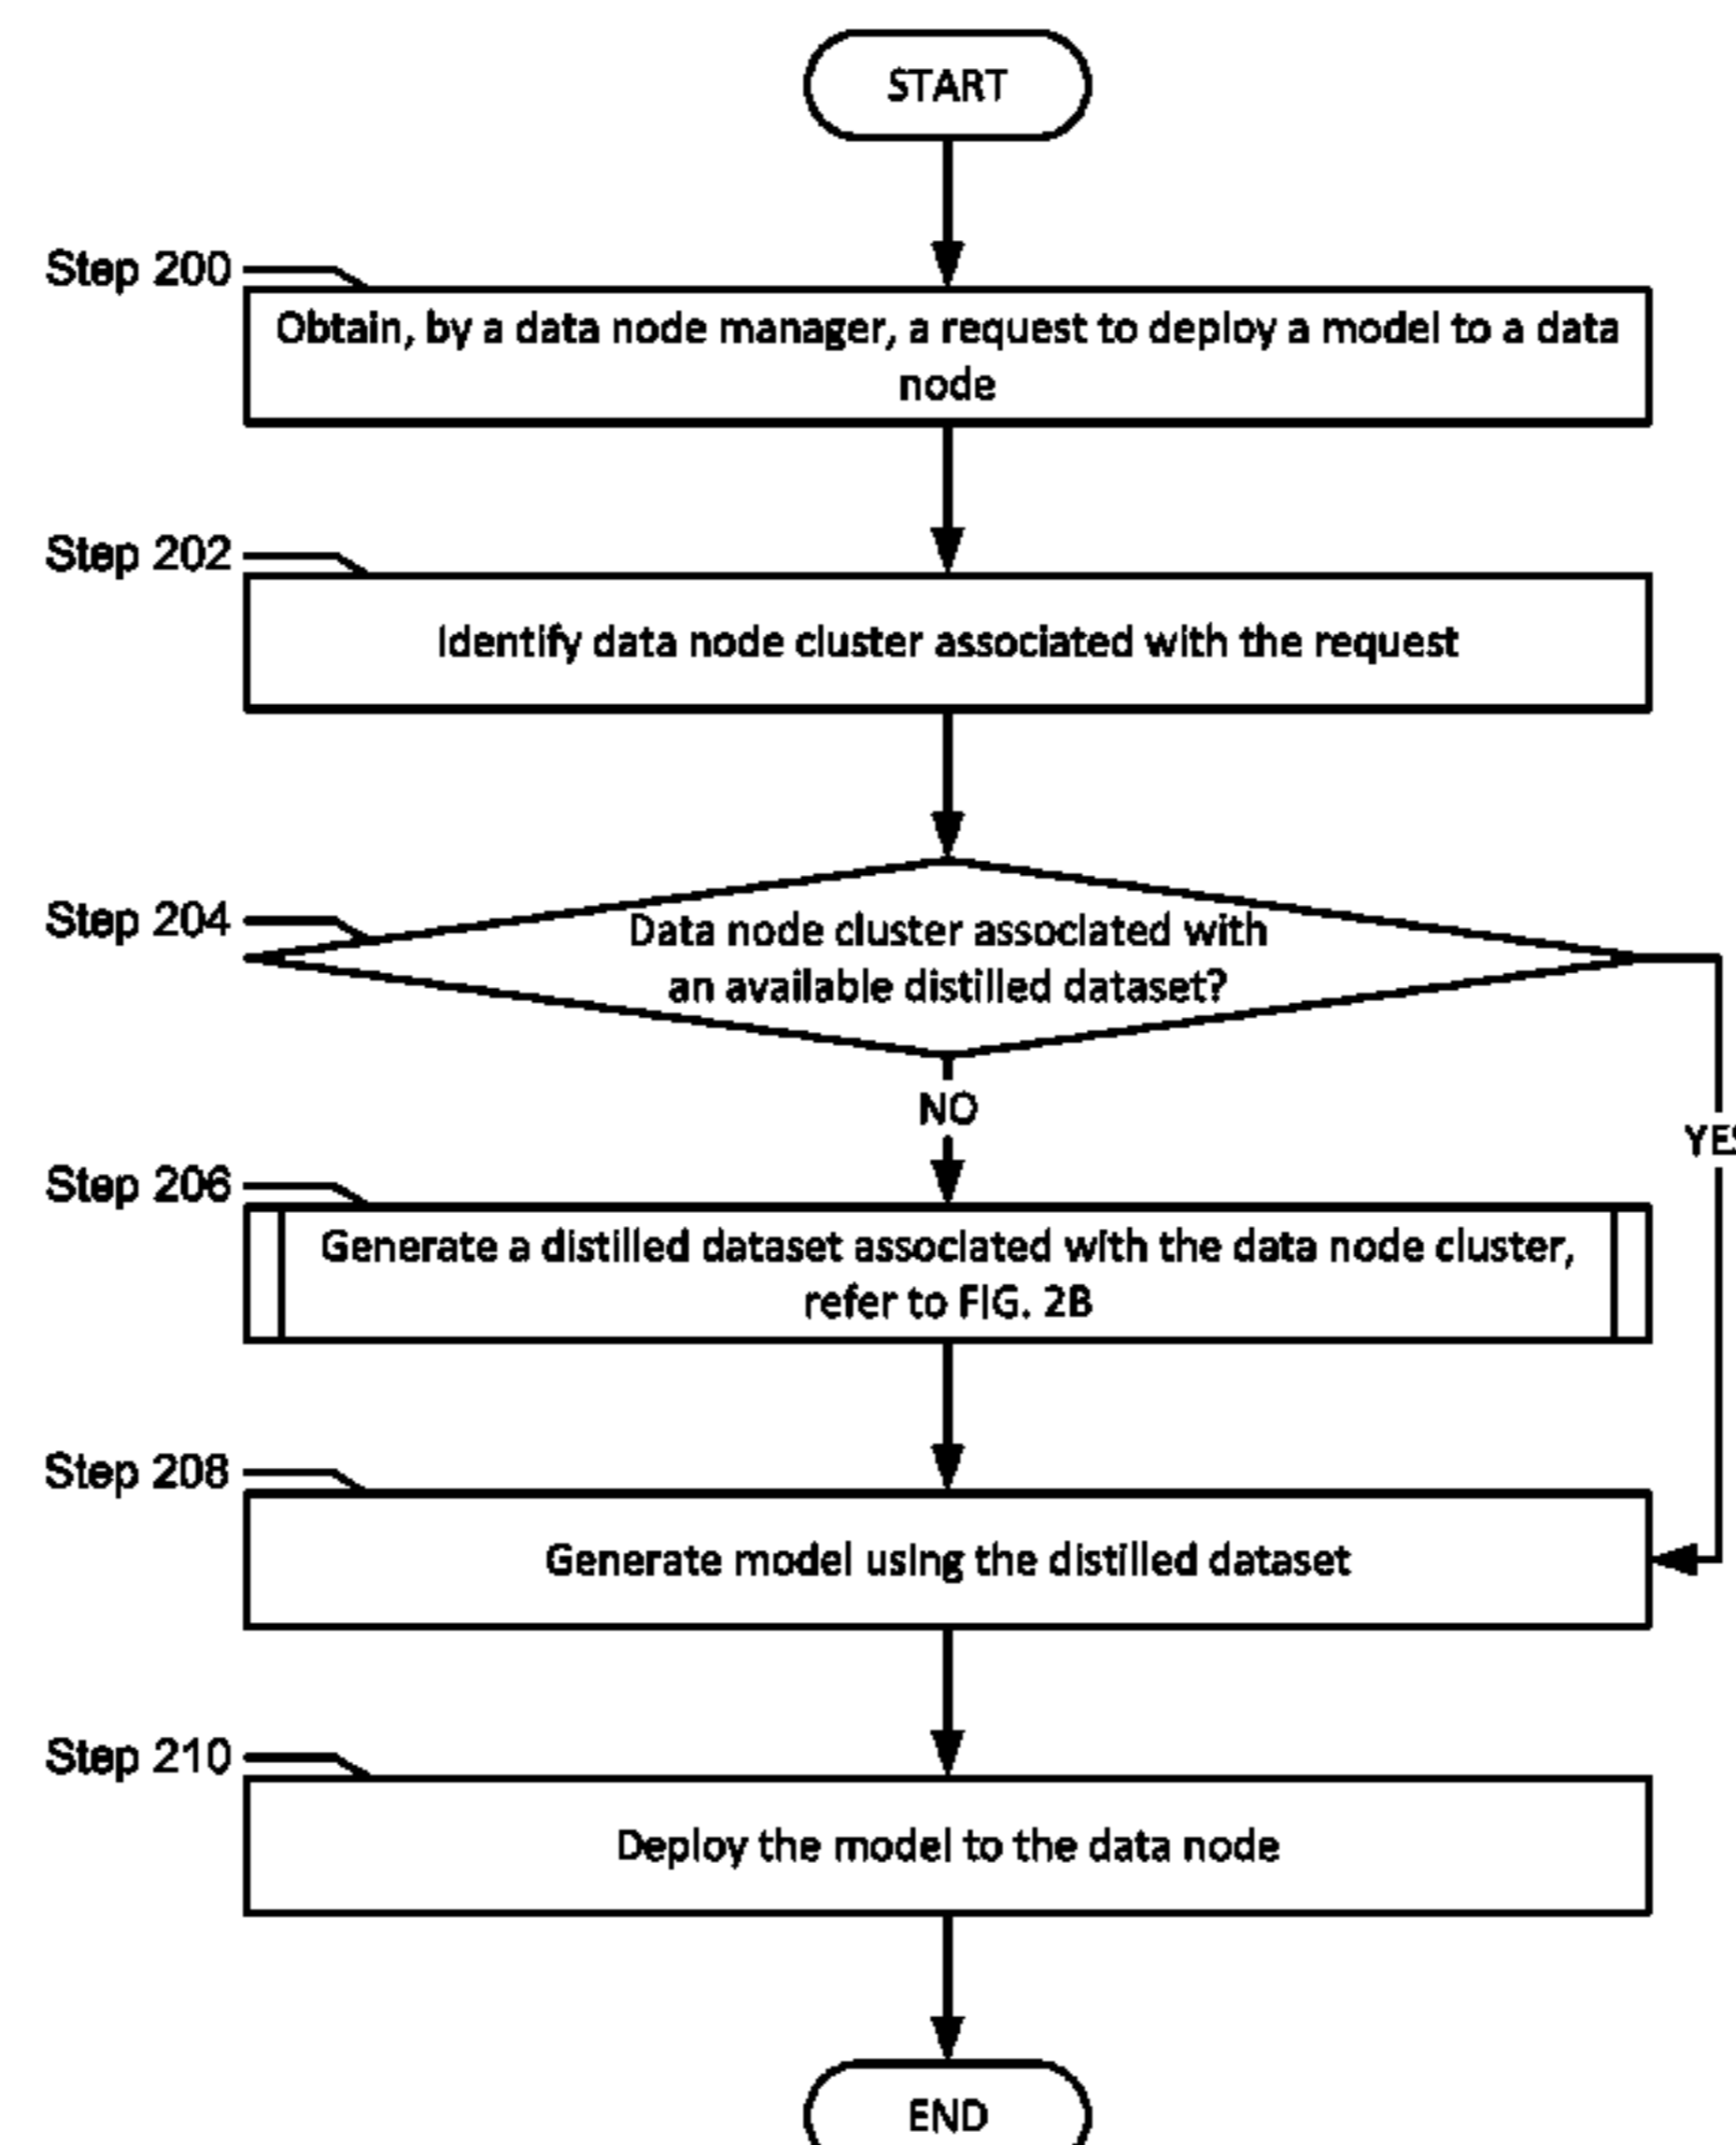 START
Step 200
Obtain, by a data node manager, a request to deploy a model to a data
node
Step 202
Identify data node cluster associated with the request
Step 204
Data node cluster associated with
an available distilled dataset?
NO
YES
Step 206
Generate a distilled dataset associated with the data node cluster,
refer to FIG. 2B
Step 208
Generate model using the distilled dataset
Step 210
Deploy the model to the data node
END